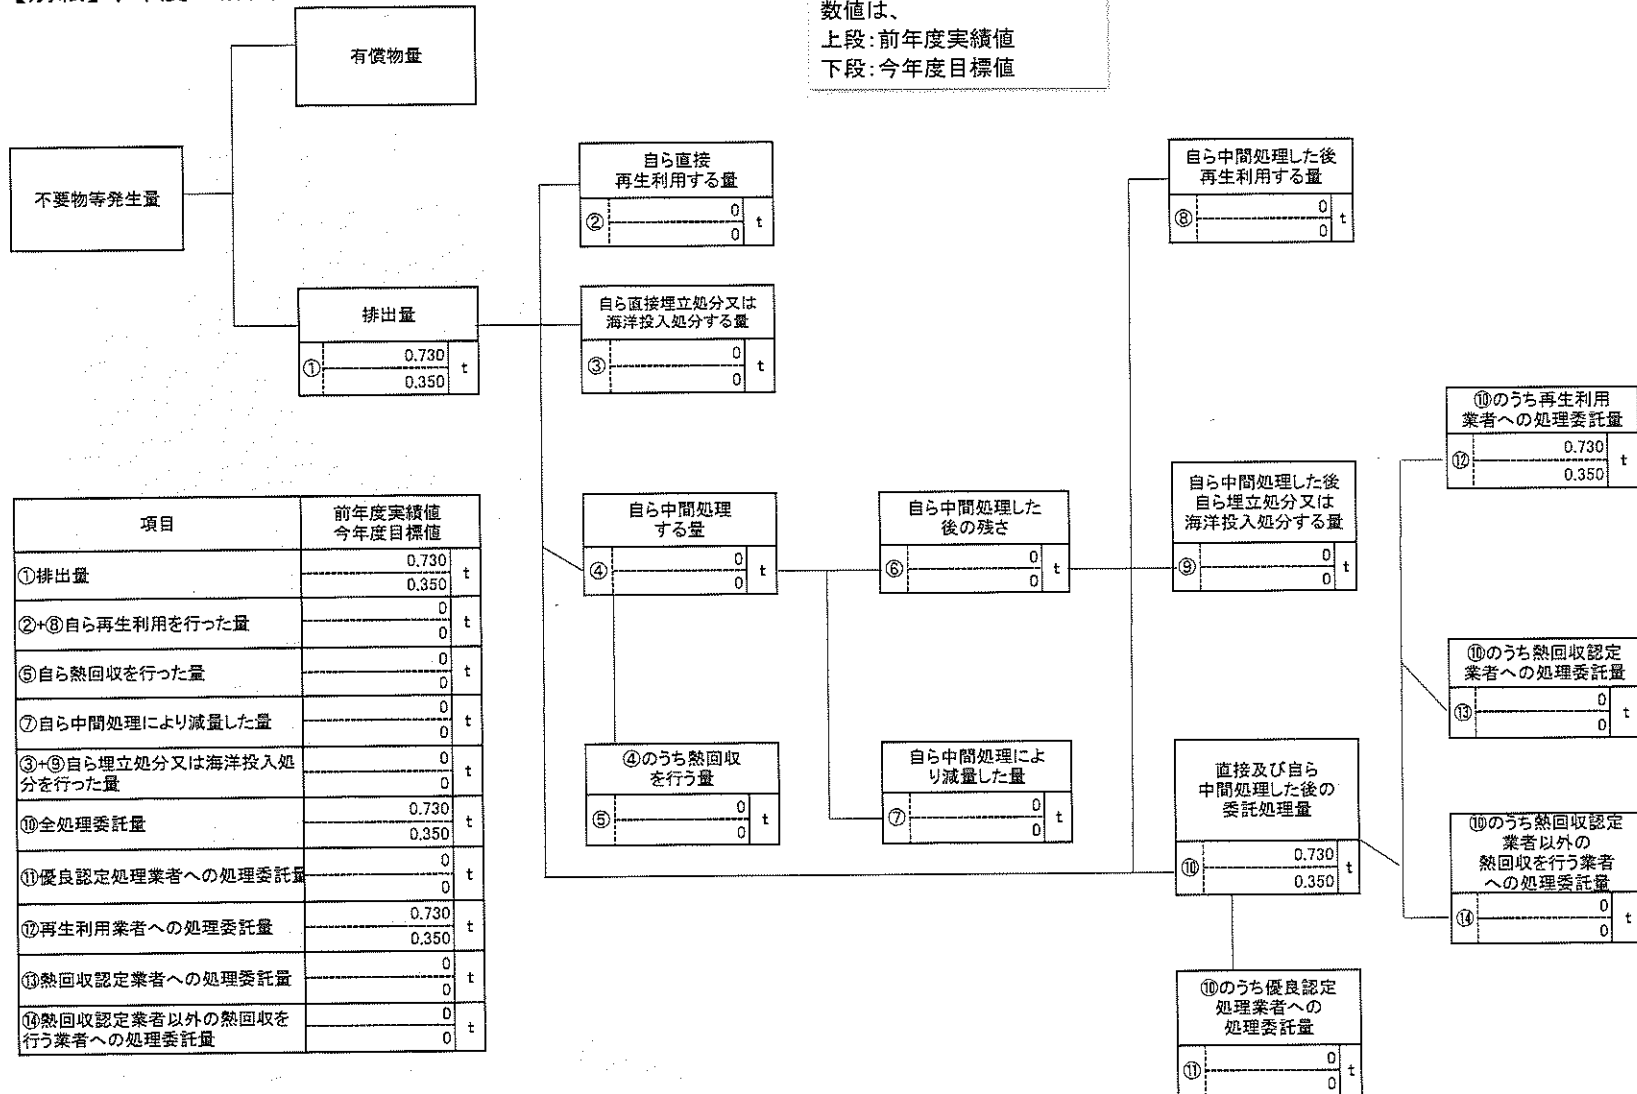 数値は、
上段:前年度実績値
下段:今年度目標値
有償物量
不要物等発生量
排出量
① 0.730 t
0.350
自ら直接
再生利用する量
② 0 t
0
自ら直接埋立処分又は
海洋投入処分する量
③ 0 t
0
自ら中間処理
する量
④ 0 t
0
④のうち熱回収
を行う量
⑤ 0 t
0
自ら中間処理した
後の残さ
⑥ 0 t
0
自ら中間処理によ
り減量した量
⑦ 0 t
0
自ら中間処理した後
再生利用する量
⑧ 0 t
0
自ら中間処理した後
自ら埋立処分又は
海洋投入処分する量
⑨ 0 t
0
直接及び自ら
中間処理した後の
委託処理量
⑩ 0.730 t
0.350
⑩のうち優良認定
処理業者への
処理委託量
⑪ 0 t
0
⑩のうち再生利用
業者への処理委託量
⑫ 0.730 t
0.350
⑩のうち熱回収認定
業者への処理委託量
⑬ 0 t
0
⑩のうち熱回収認定
業者以外の
熱回収を行う業者
への処理委託量
⑭ 0 t
0
項目 前年度実績値
今年度目標値
①排出量 0.730 t
0.350
②+⑧自ら再生利用を行った量 0 t
0
⑤自ら熱回収を行った量 0 t
0
⑦自ら中間処理により減量した量 0 t
0
③+⑨自ら埋立処分又は海洋投入処 0 t
分を行った量 0
⑩全処理委託量 0.730 t
0.350
⑪優良認定処理業者への処理委託量 0 t
0
⑫再生利用業者への処理委託量 0.730 t
0.350
⑬熱回収認定業者への処理委託量 0 t
0
⑭熱回収認定業者以外の熱回収を 0 t
行う業者への処理委託量 0